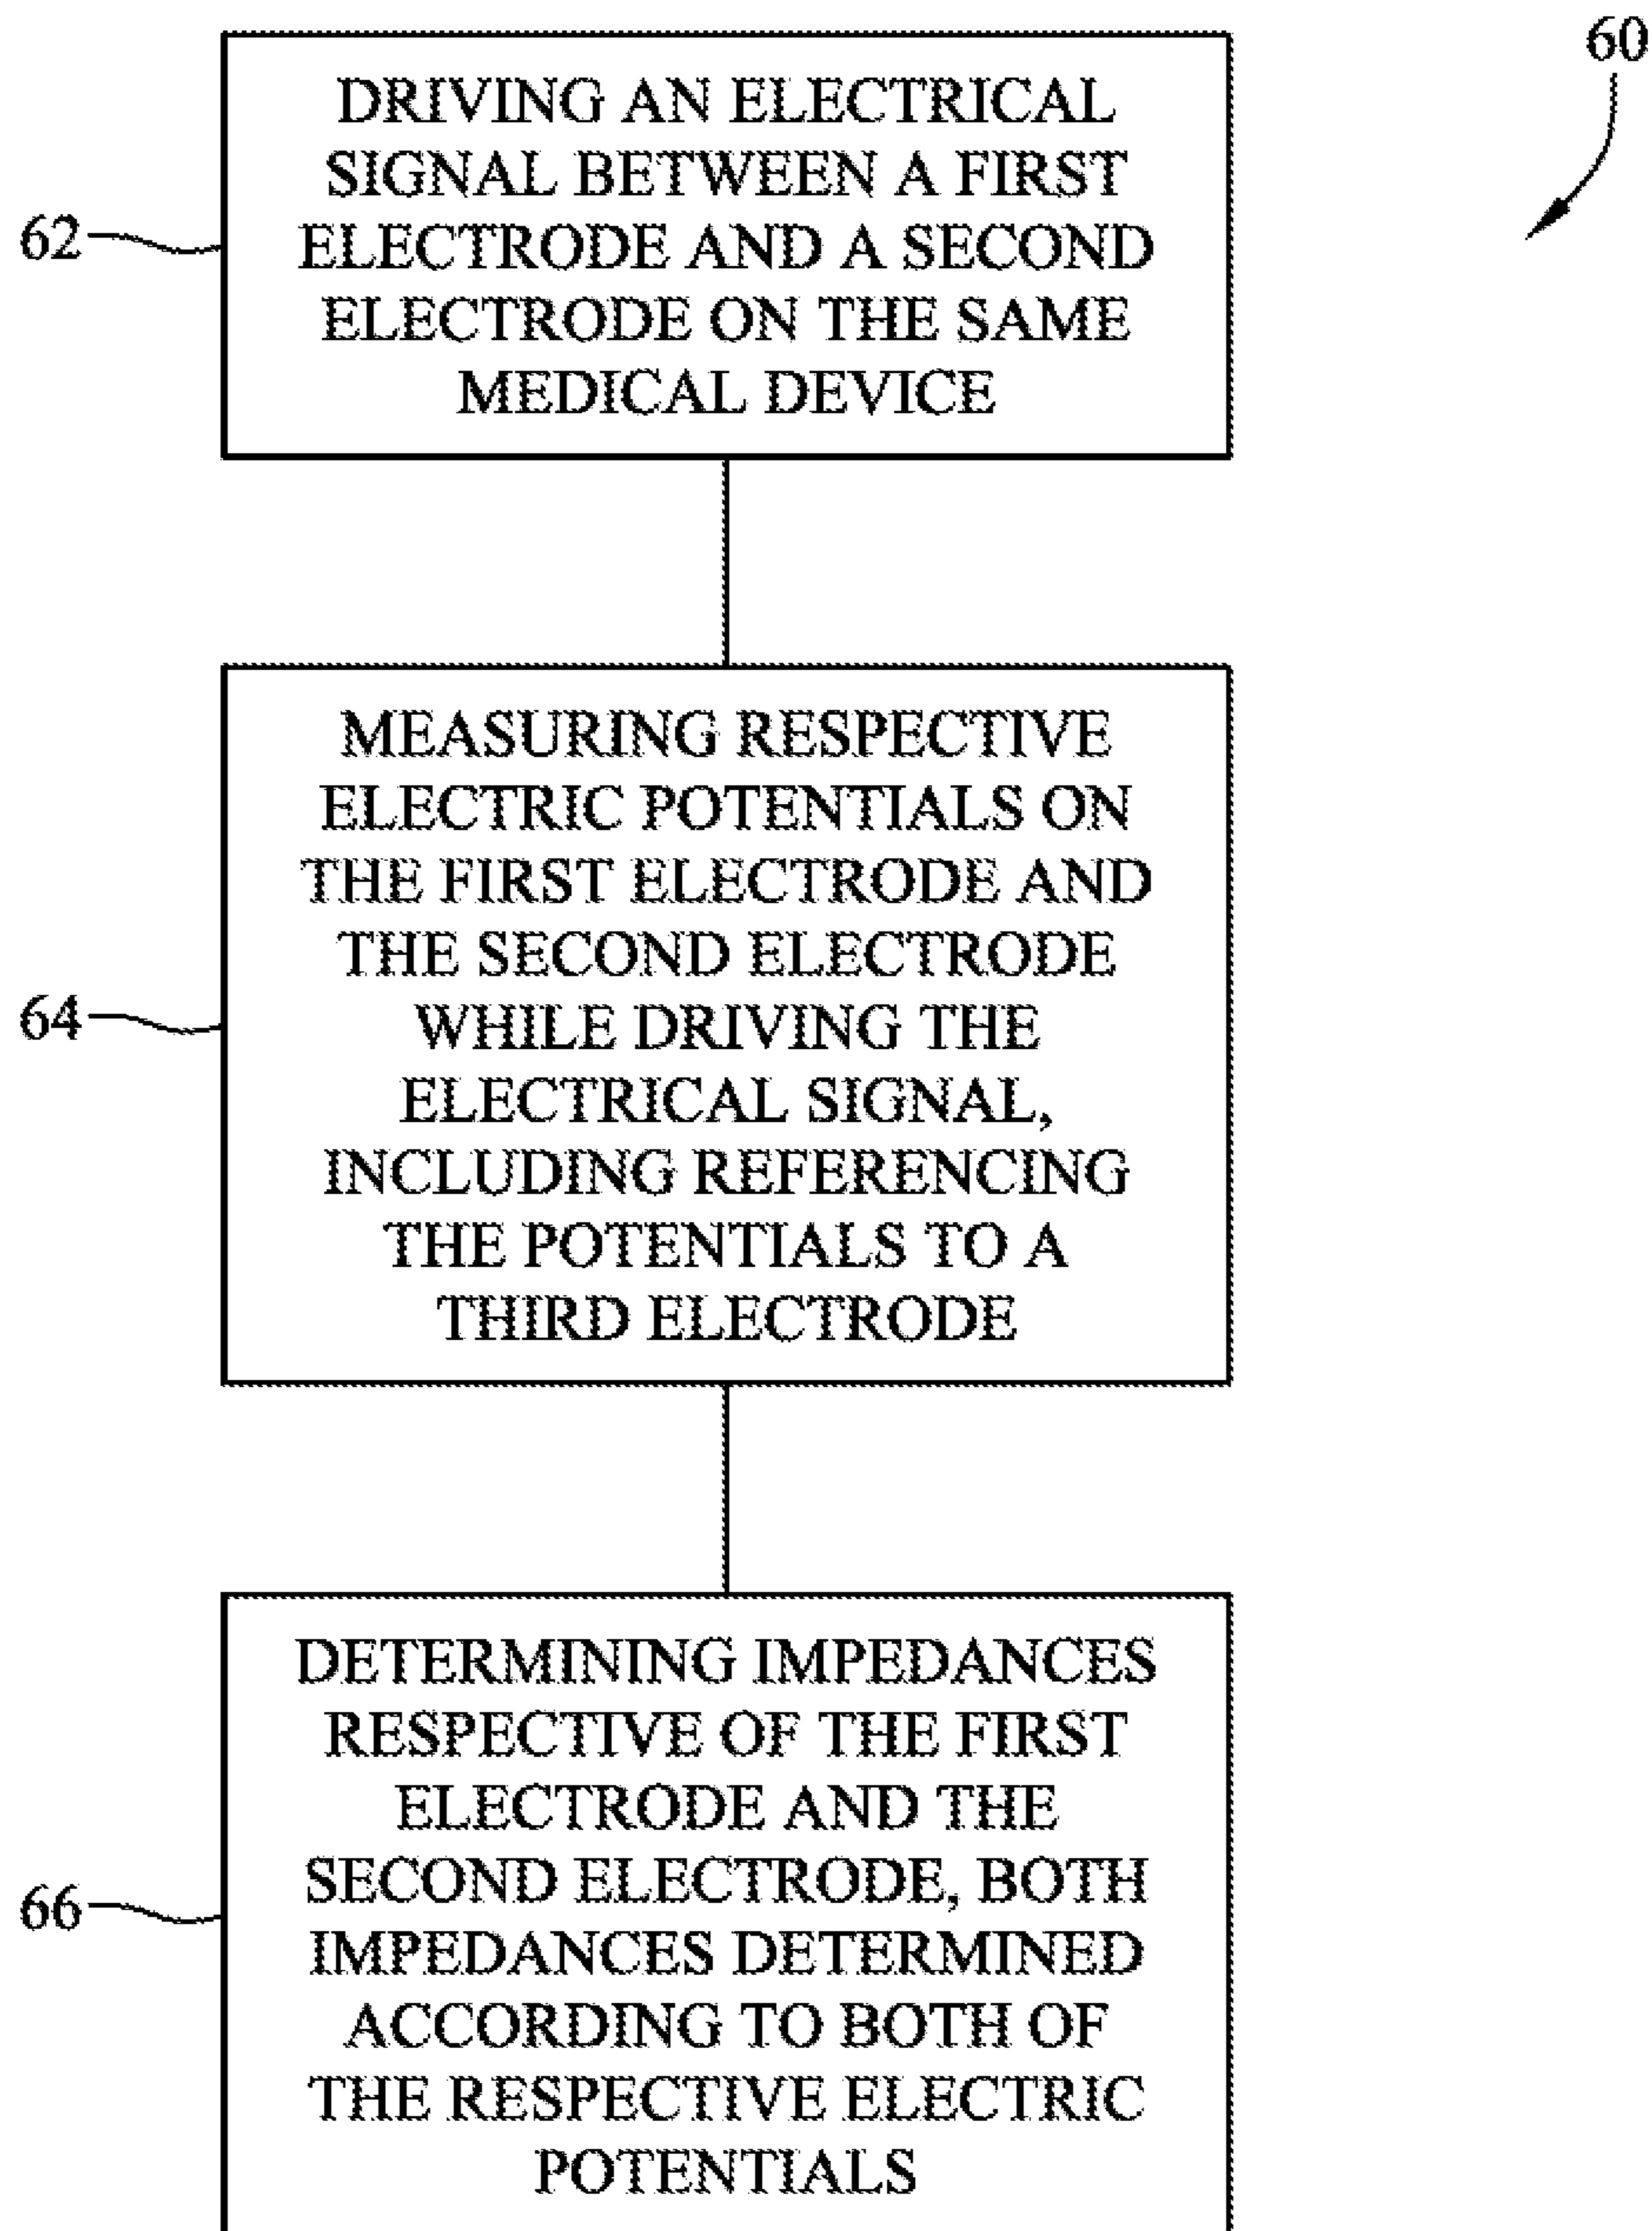 60
DRIVING AN ELECTRICAL
SIGNAL BETWEEN A FIRST
ELECTRODE AND A SECOND
ELECTRODE ON THE SAME
MEDICAL DEVICE
62
MEASURING RESPECTIVE
ELECTRIC POTENTIALS ON
THE FIRST ELECTRODE AND
THE SECOND ELECTRODE
WHILE DRIVING THE
ELECTRICAL SIGNAL,
INCLUDING REFERENCING
THE POTENTIALS TO A
THIRD ELECTRODE
64
DETERMINING IMPEDANCES
RESPECTIVE OF THE FIRST
ELECTRODE AND THE
SECOND ELECTRODE, BOTH
IMPEDANCES DETERMINED
ACCORDING TO BOTH OF
THE RESPECTIVE ELECTRIC
POTENTIALS
66